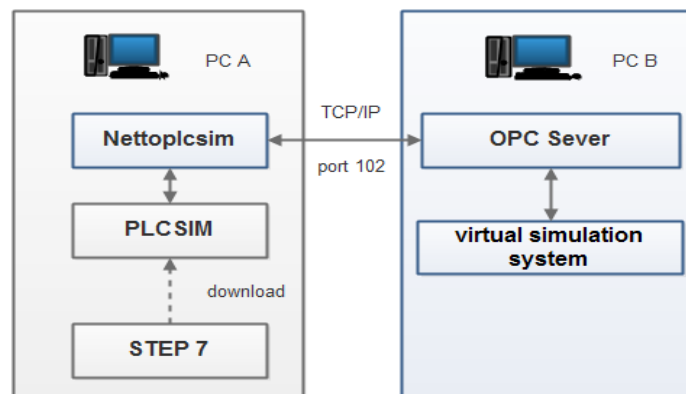 PC A
PC B
TCP/IP
Nettoplcsim
OPC Sever
port 102
PLCSIM
virtual simulation
system
download
STEP 7